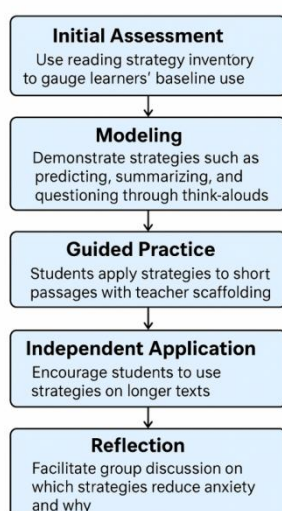 Initial Assessment
Use reading strategy inventory
to gauge learners' baseline use
Modeling
Demonstrate strategies such as
predicting, summarizing, and
questioning through think-alouds
Guided Practice
Students apply strategies to short
passages with teacher scaffolding
Independent Application
Encourage students to use
strategies on longer texts
Reflection
Facilitate group discussion on
which strategies reduce anxiety
and why